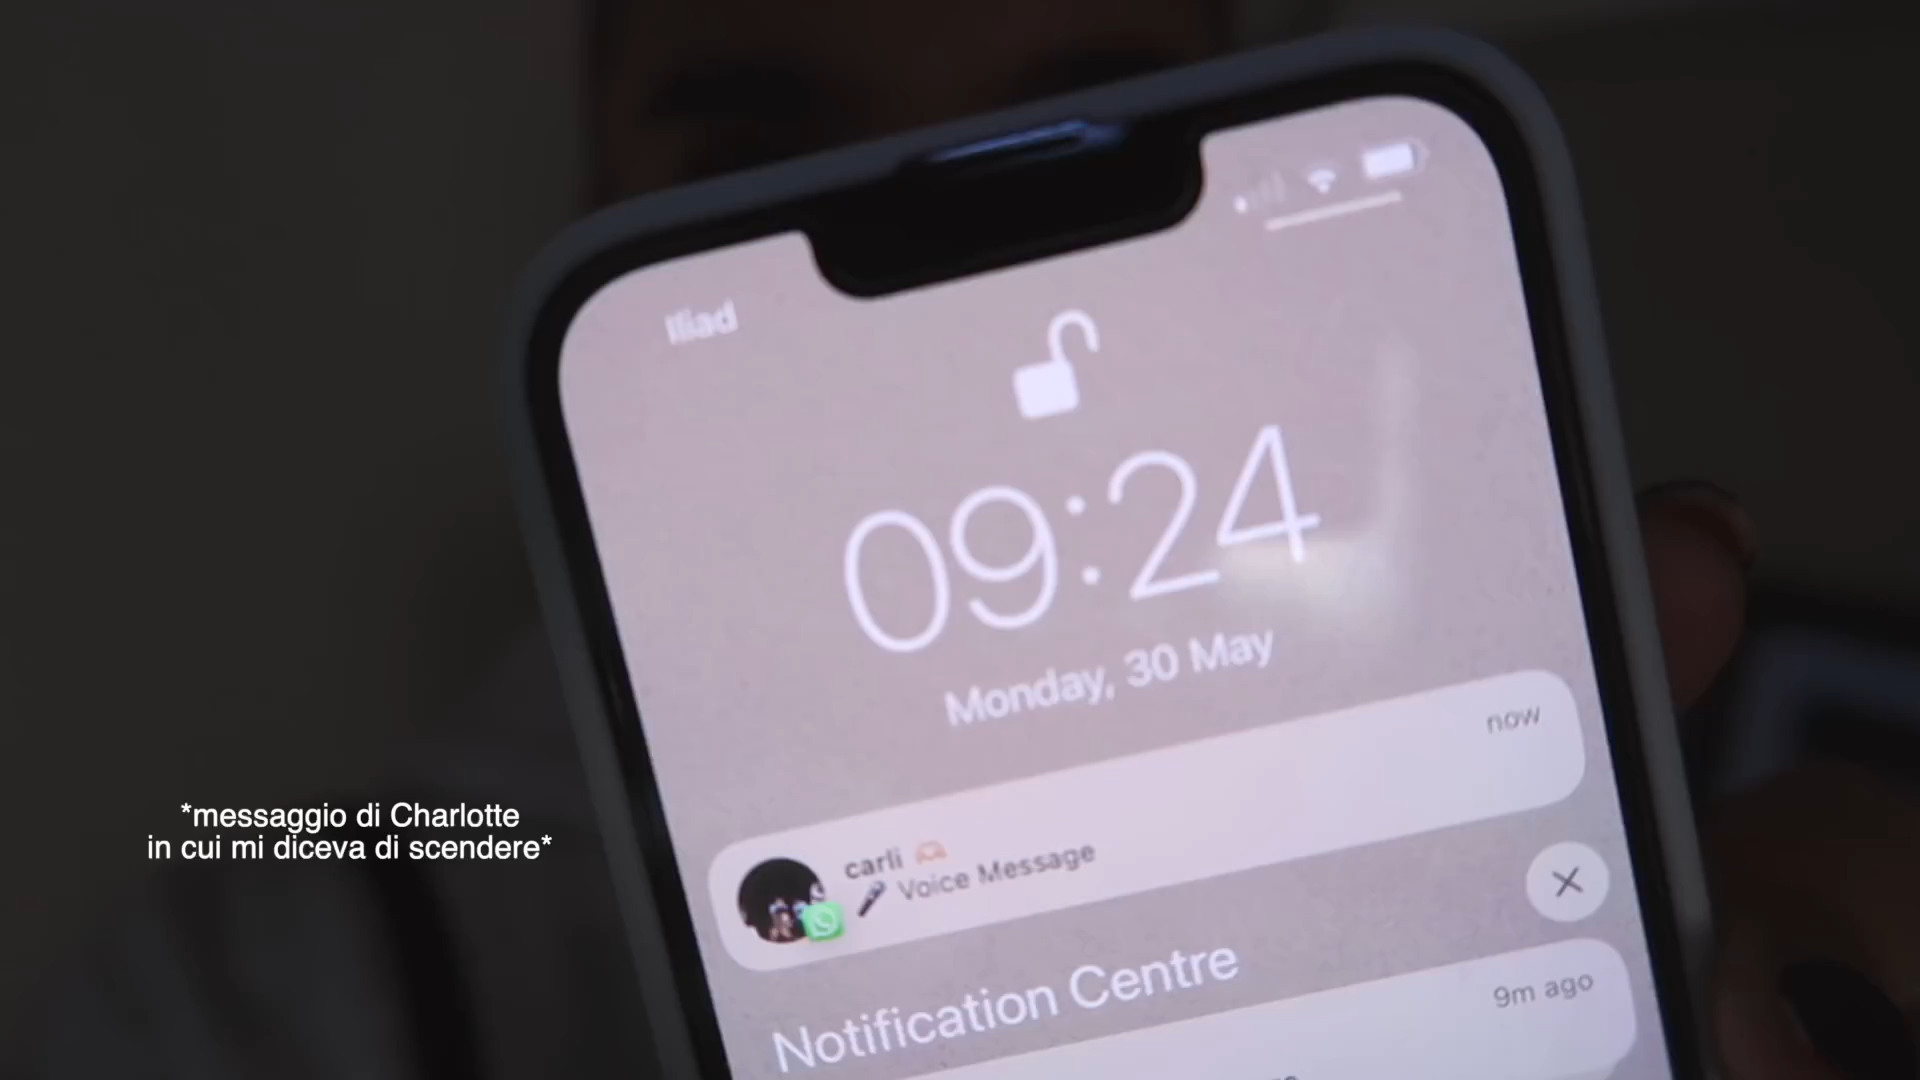 Iliad
09:24
Monday, 30 May
now
carli
Voice Message
Notification Centre
9m ago
*messaggio di Charlotte
in cui mi diceva di scendere*